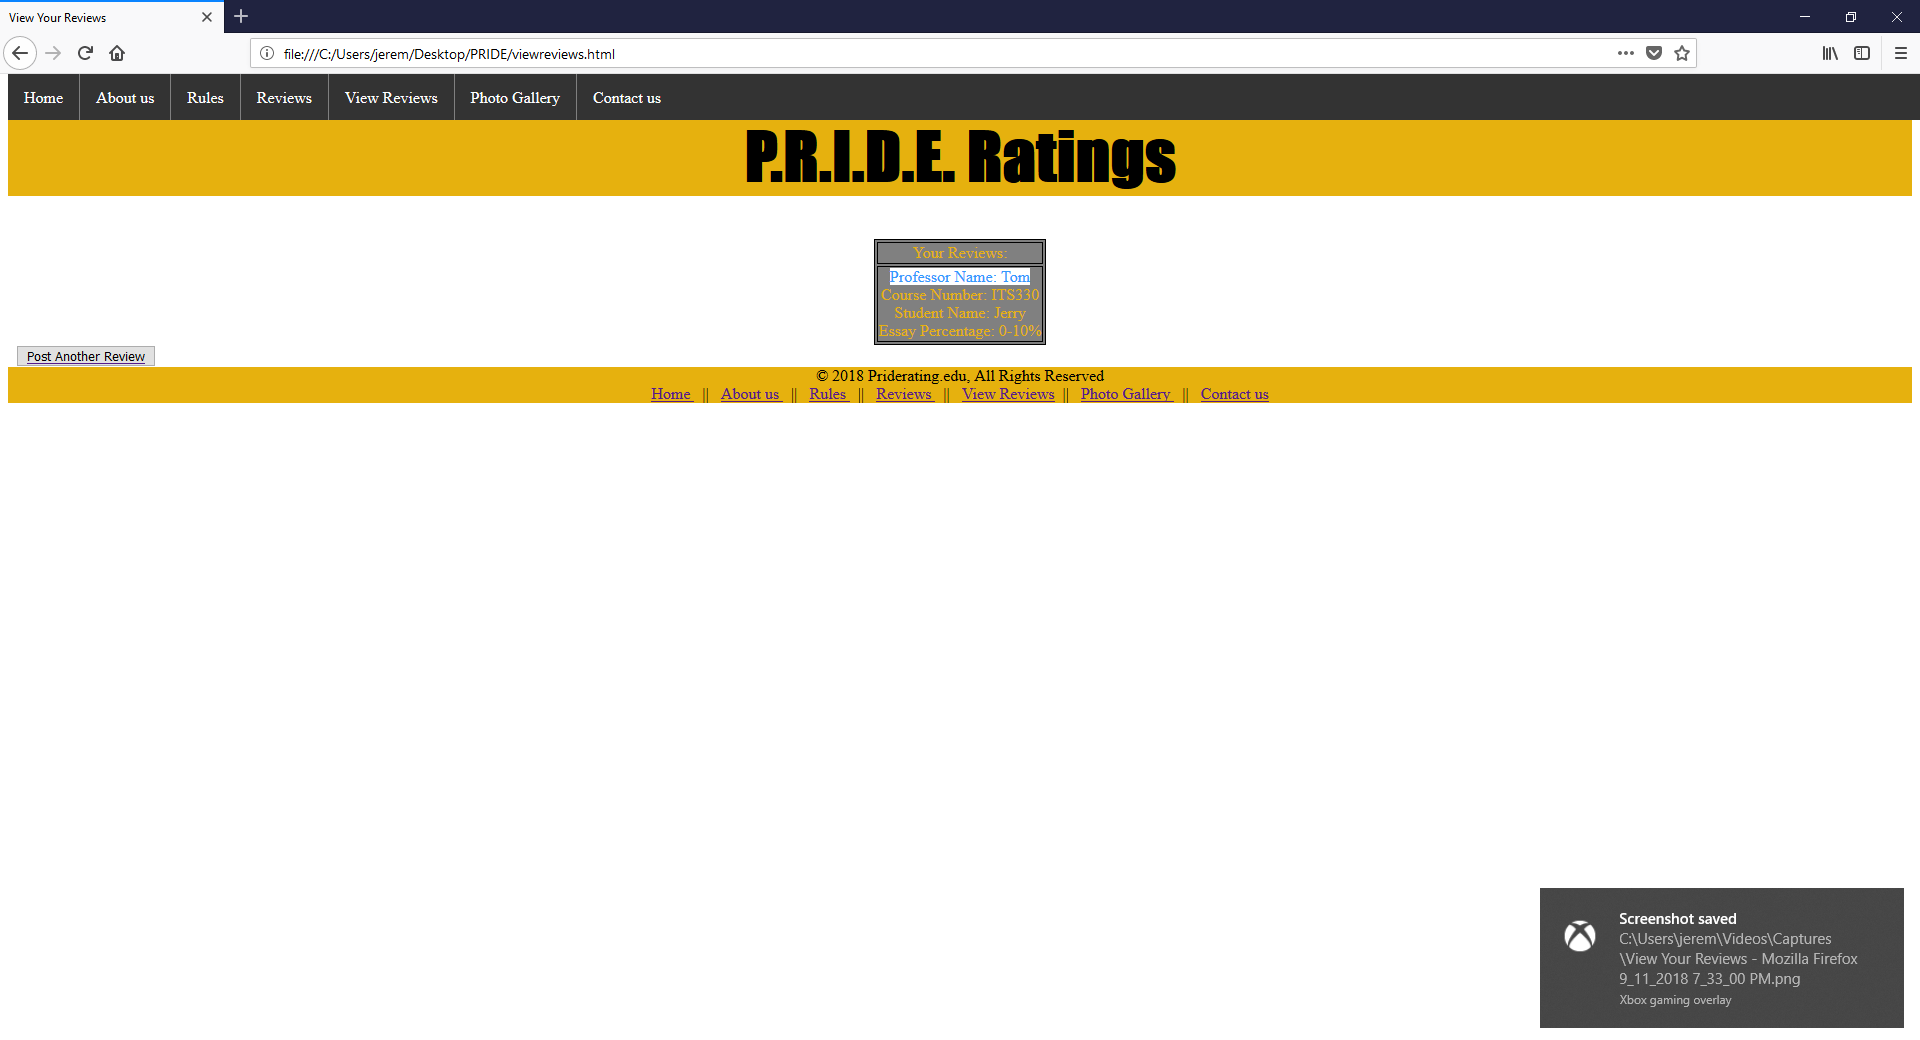 View Your Reviews
file:///C:/Users/jerem/Desktop/PRIDE/viewreviews.html
Home About us Rules Reviews View Reviews Photo Gallery Contact us
P.R.I.D.E. Ratings
Your Reviews:
Professor Name: Tom
Course Number: ITS330
Student Name: Jerry
Essay Percentage: 0-10%
Post Another Review
© 2018 Priderating.edu, All Rights Reserved
Home || About us || Rules || Reviews || View Reviews || Photo Gallery || Contact us
Screenshot saved
C:\Users\jerem\Videos\Captures
\View Your Reviews - Mozilla Firefox
9_11_2018 7_33_00 PM.png
Xbox gaming overlay